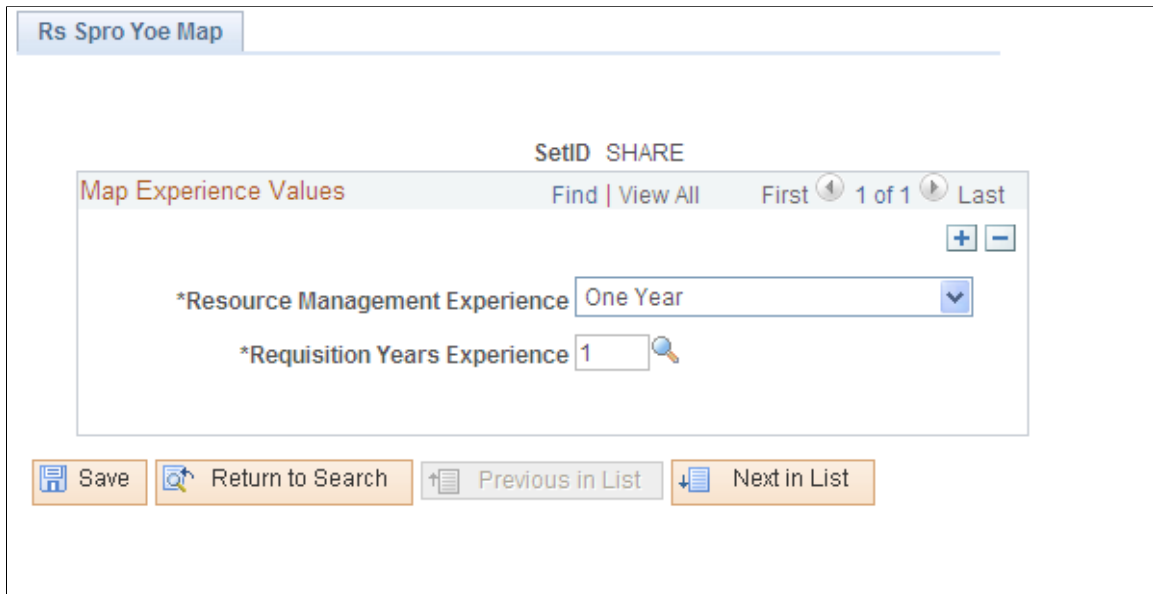 Rs Spro Yoe Map
SetID SHARE
Map Experience Values Find | View All First 1 of 1 Last
*Resource Management Experience One Year
*Requisition Years Experience 1
Save Return to Search Previous in List Next in List